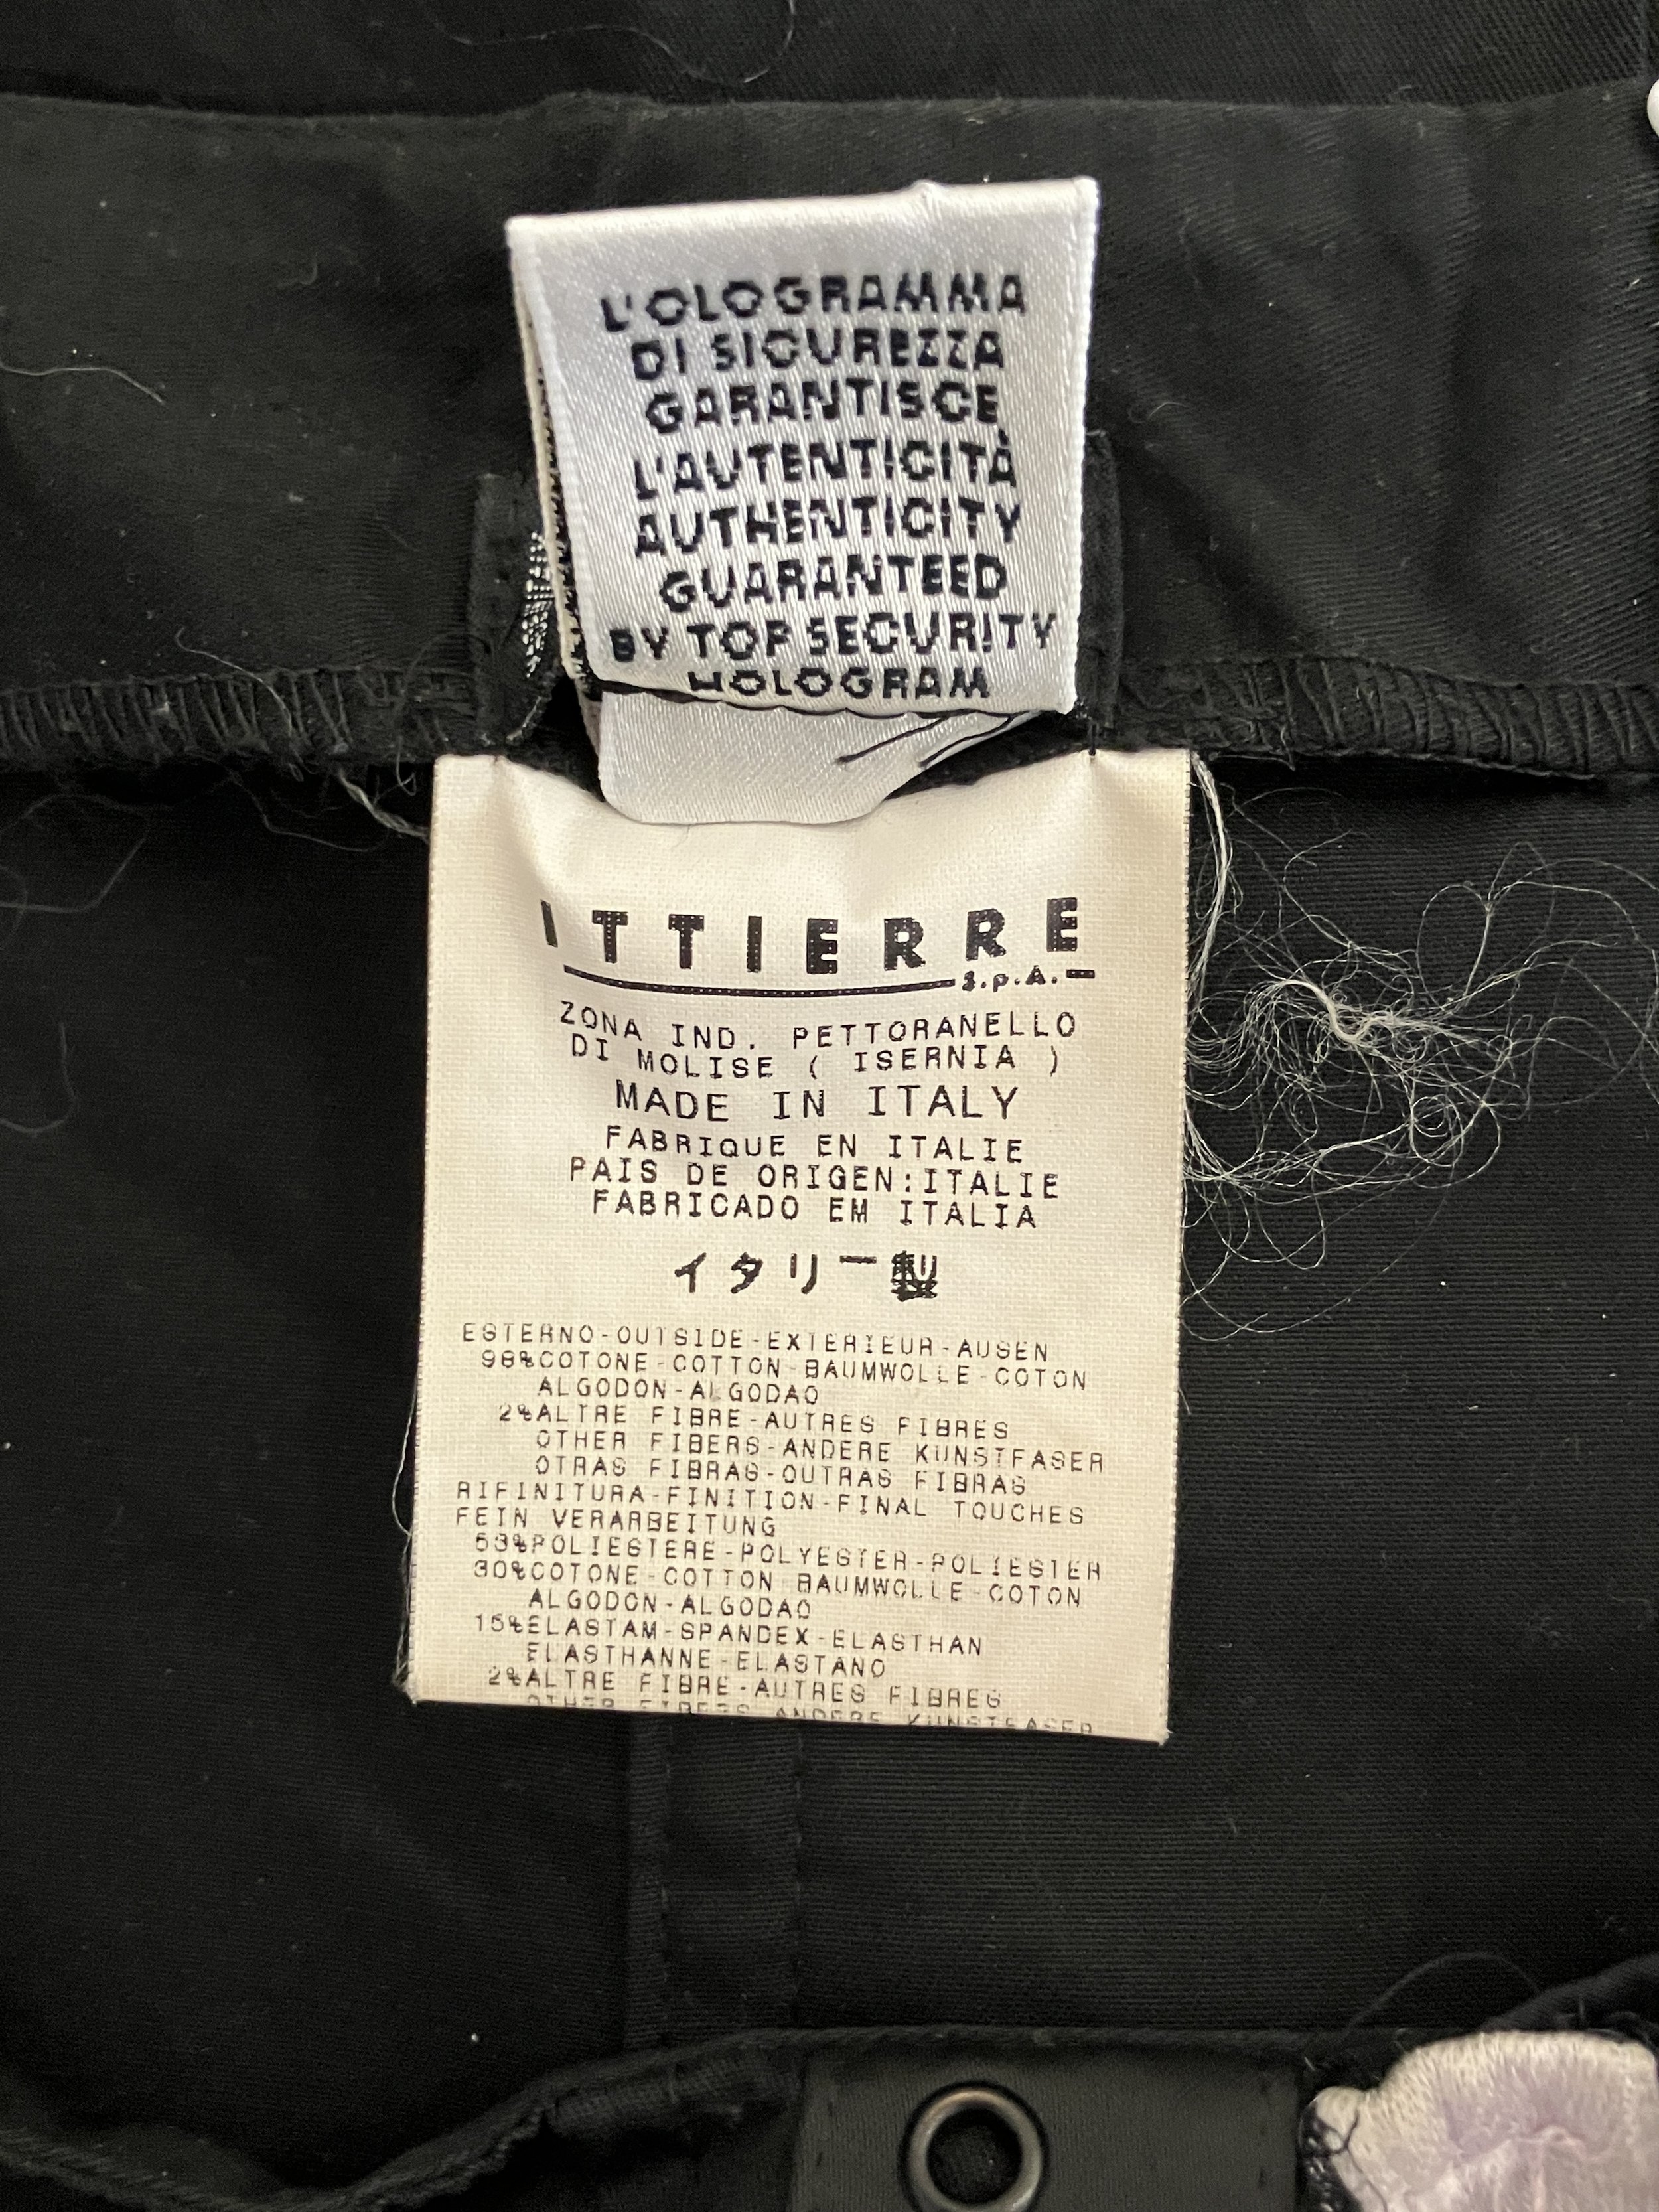 L'OLOGRAMMA
DI SICUREZZA
GARANTISCE
L'AUTENTICITÀ
AUTHENTICITY
GUARANTEED
BY TOP SECURITY
HOLOGRAM
ITTIERRE
s.p.A.
ZONA IND. PETTORANELLO
DI MOLISE ( ISERNIA )
MADE IN ITALY
FABRIQUE EN ITALIE
PAIS DE ORIGEN:ITALIE
FABRICADO EM ITALIA
イタリー製
ESTERNO-OUTSIDE-EXTERIEUR-AUSEN
98%COTONE-COTTON-BAUMWOLLE-COTON
ALGODON-ALGODAO
2%ALTRE FIBRE-AUTRES FIBRES
OTHER FIBERS-ANDERE KUNSTFASER
OTRAS FIBRAS-OUTRAS FIBRAS
RIFINITURA-FINITION-FINAL TOUCHES
FEIN VERARBEITUNG
53%POLIESTERE-POLYESTER-POLIESTER
30%COTONE-COTTON-BAUMWOLLE-COTON
ALGODON-ALGODAO
15%ELASTAM-SPANDEX-ELASTHAN
ELASTHANNE-ELASTANO
2%ALTRE FIBRE-AUTRES FIBRES
OTHER FIBERS-ANDERE KUNSTFASER